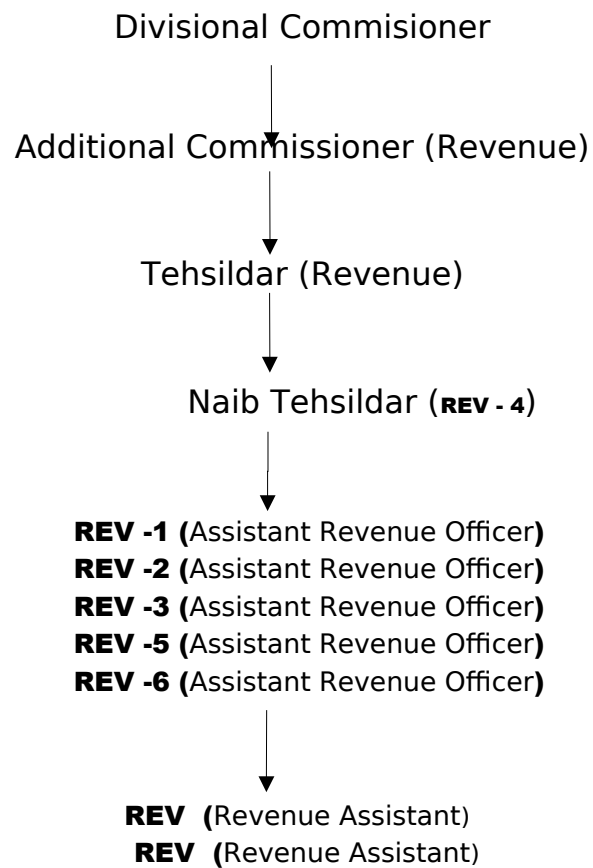 Divisional Commisioner
Additional Commissioner (Revenue)
Tehsildar (Revenue)
Naib Tehsildar (REV - 4)
REV -1 (Assistant Revenue Officer)
REV -2 (Assistant Revenue Officer)
REV -3 (Assistant Revenue Officer)
REV -5 (Assistant Revenue Officer)
REV -6 (Assistant Revenue Officer)
REV (Revenue Assistant)
REV (Revenue Assistant)